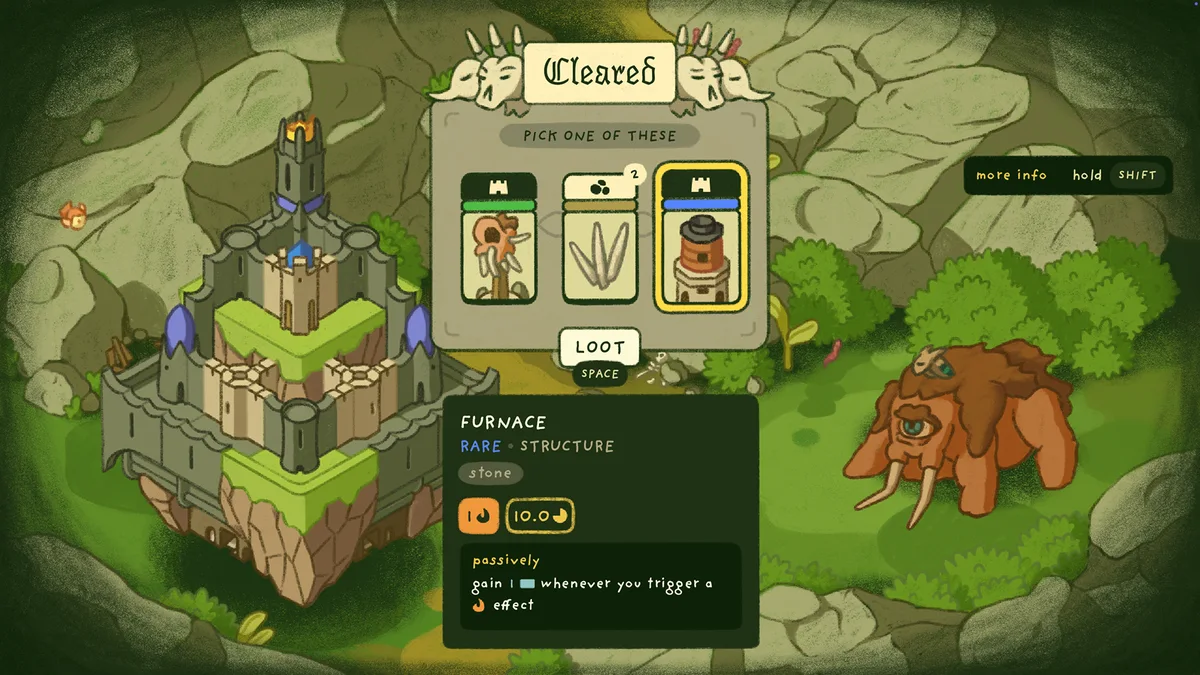 Cleared
PICK ONE OF THESE
2
more info hold SHIFT
LOOT
SPACE
FURNACE
RARE • STRUCTURE
stone
1 10.0
passively
gain 1 whenever you trigger a
effect